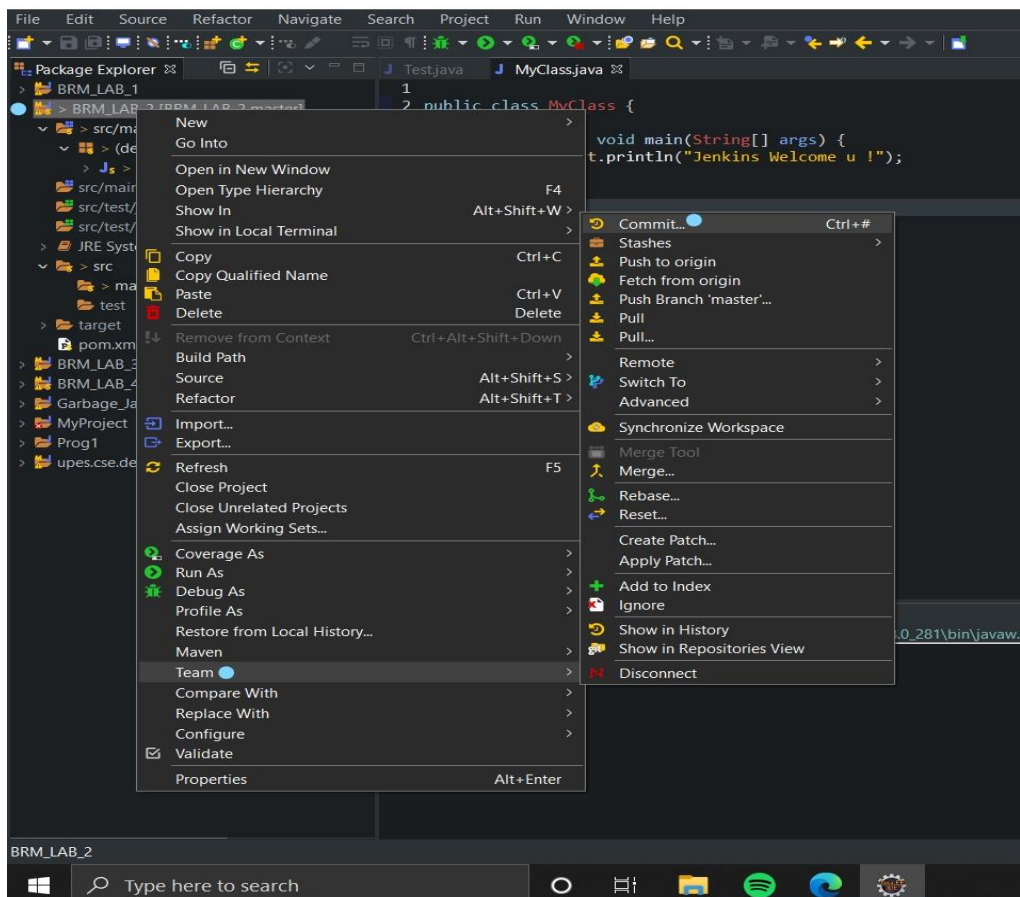 File Edit Source Refactor Navigate Search Project Run Window Help
Package Explorer
Test.java
MyClass.java
BRM_LAB_1
> BRM_LAB_2 [BRM_LAB_2 master]
> src/ma
> (de
>
src/mair
src/test/
src/test/
JRE Syst
> src
> ma
test
> target
pom.xm
BRM_LAB_3
BRM_LAB_4
Garbage_Ja
MyProject
Prog1
upes.cse.de
1
2 public class MyClass {
void main(String[] args) {
t.println("Jenkins Welcome u !");
New
Go Into
Open in New Window
Open Type Hierarchy F4
Show In Alt+Shift+W
Show in Local Terminal
Copy Ctrl+C
Copy Qualified Name
Paste Ctrl+V
Delete Delete
Remove from Context Ctrl+Alt+Shift+Down
Build Path
Source Alt+Shift+S
Refactor Alt+Shift+T
Import...
Export...
Refresh F5
Close Project
Close Unrelated Projects
Assign Working Sets...
Coverage As
Run As
Debug As
Profile As
Restore from Local History...
Maven
Team
Compare With
Replace With
Configure
Validate
Properties Alt+Enter
Commit... Ctrl+#
Stashes
Push to origin
Fetch from origin
Push Branch 'master'...
Pull
Pull...
Remote
Switch To
Advanced
Synchronize Workspace
Merge Tool
Merge...
Rebase...
Reset...
Create Patch...
Apply Patch...
Add to Index
Ignore
Show in History
Show in Repositories View
Disconnect
.0_281\bin\javaw.
BRM_LAB_2
Type here to search